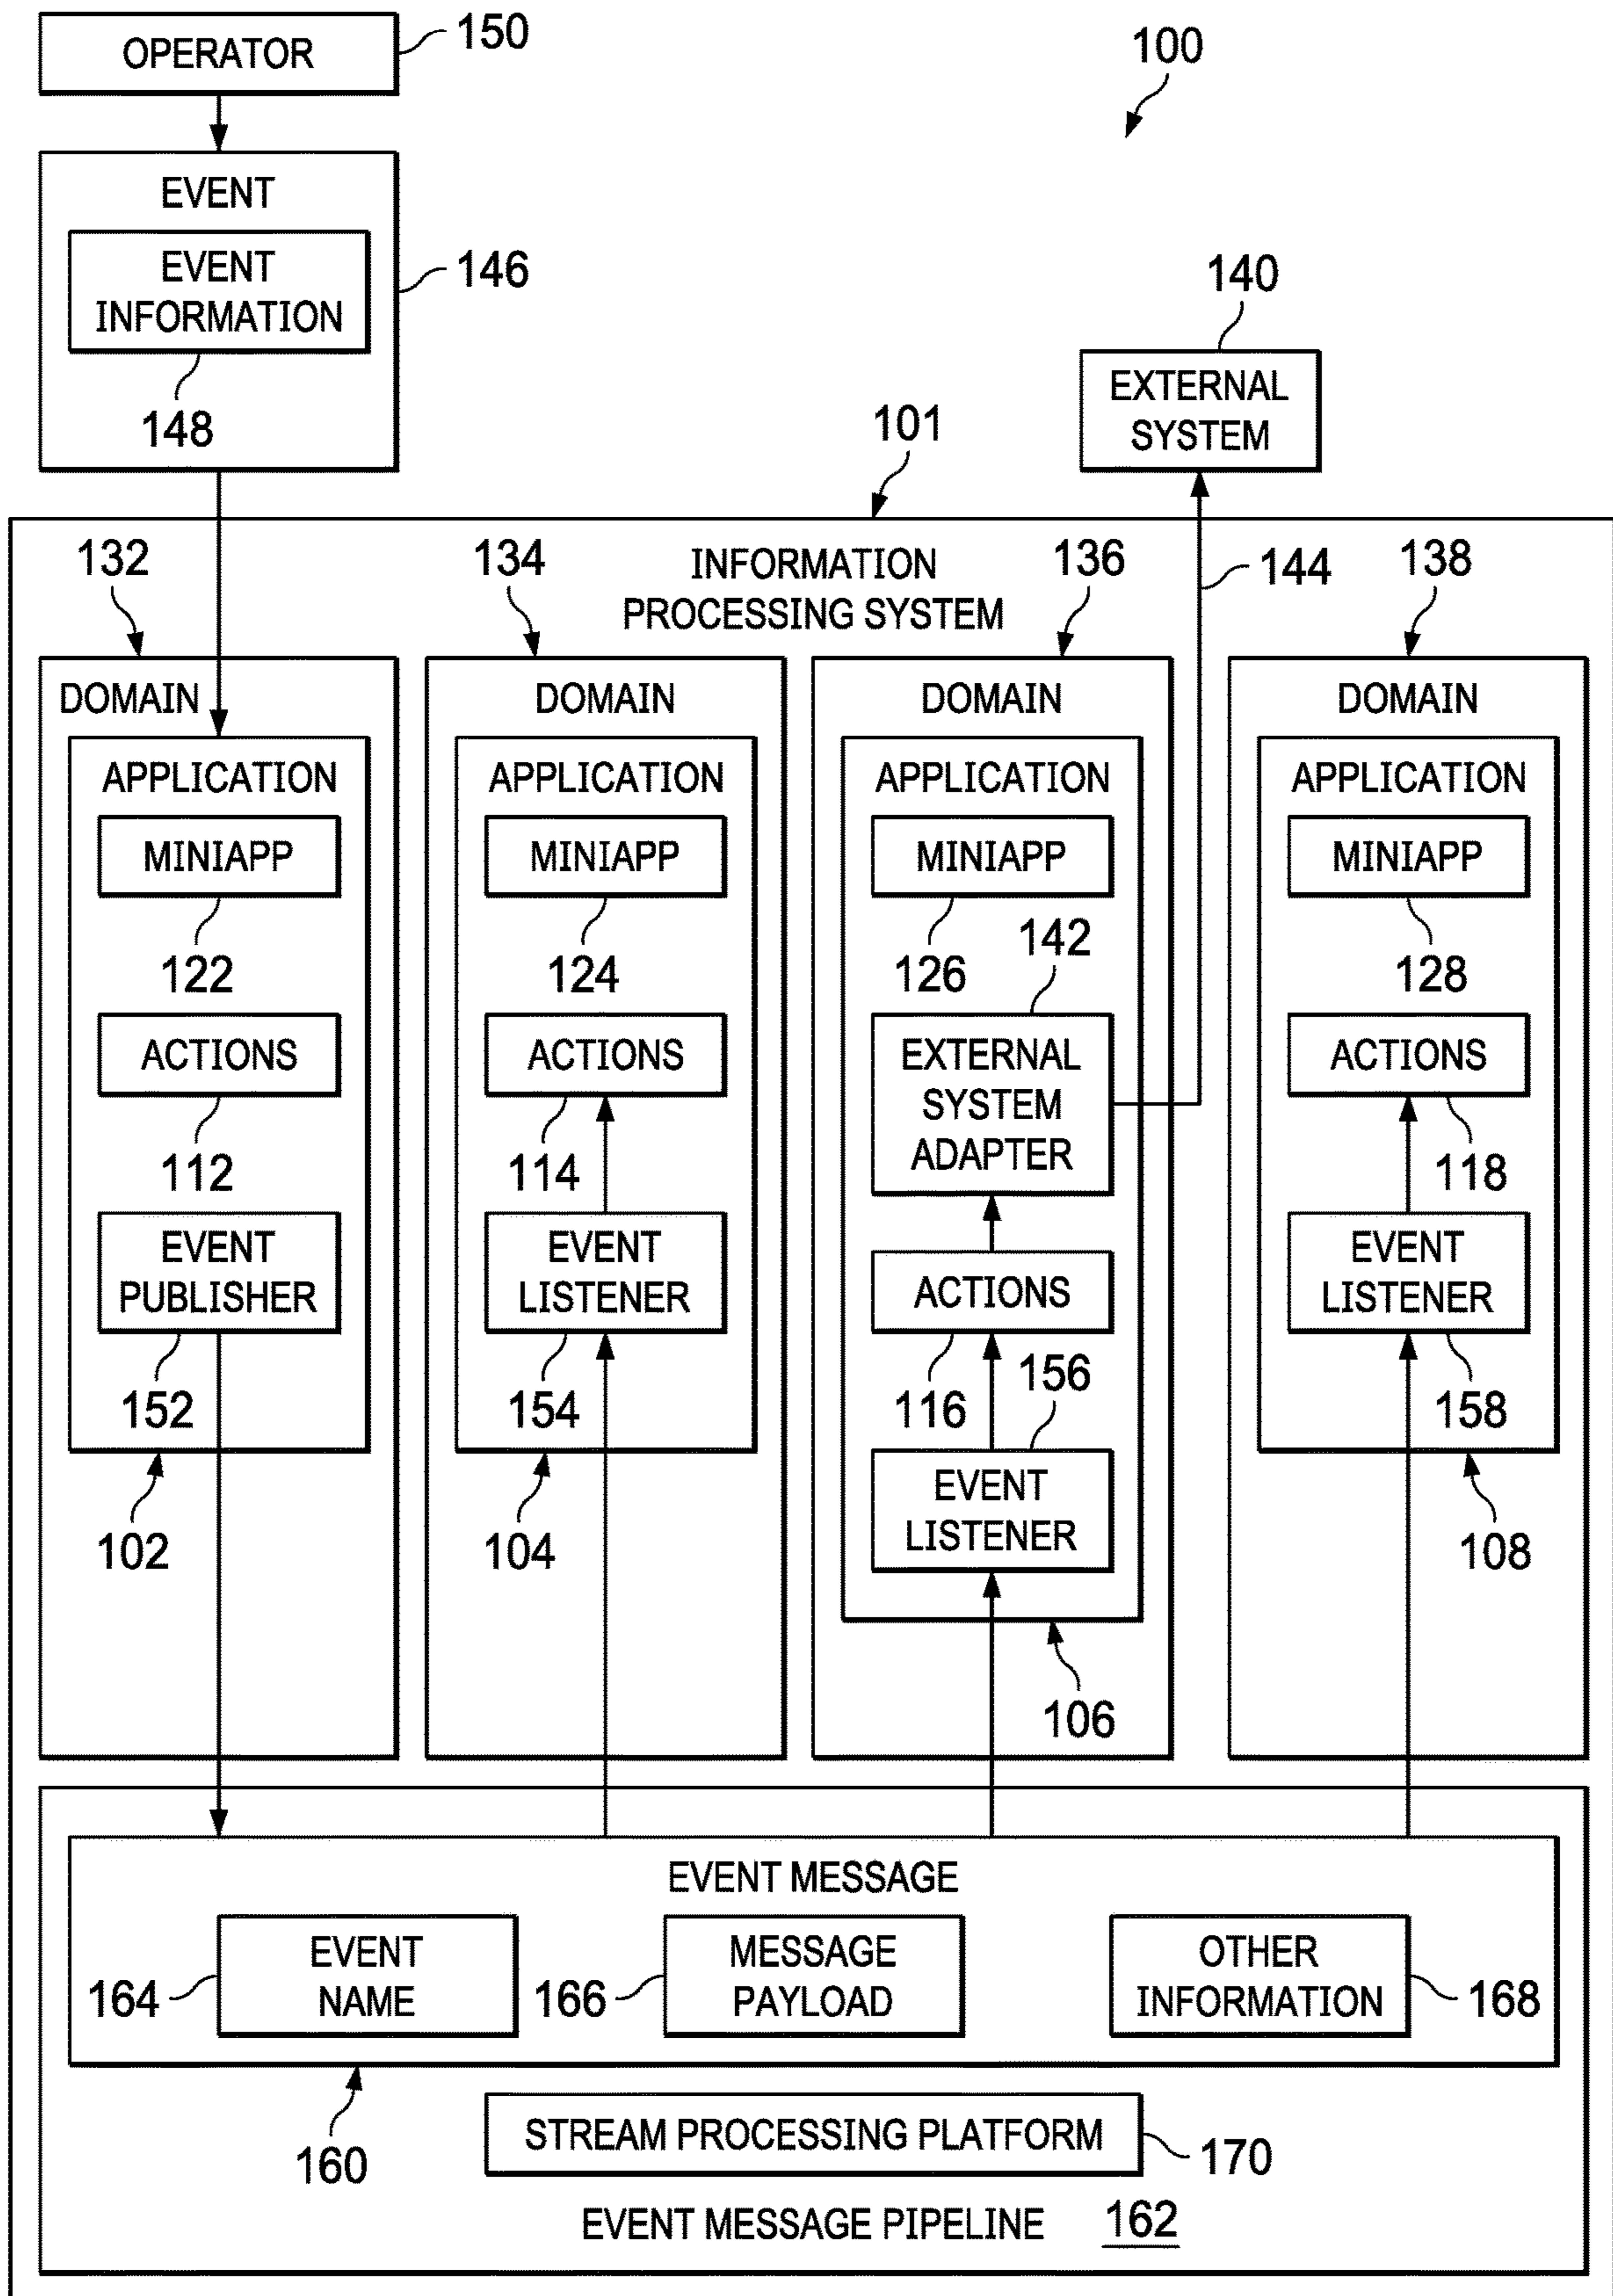 OPERATOR
150
100
EVENT
EVENT
INFORMATION
146
148
140
EXTERNAL
SYSTEM
101
132
134
INFORMATION
PROCESSING SYSTEM
136
144
138
DOMAIN
APPLICATION
MINIAPP
122
ACTIONS
112
EVENT
PUBLISHER
152
102
DOMAIN
APPLICATION
MINIAPP
124
ACTIONS
114
EVENT
LISTENER
154
104
DOMAIN
APPLICATION
MINIAPP
126
142
EXTERNAL
SYSTEM
ADAPTER
ACTIONS
116
156
EVENT
LISTENER
106
DOMAIN
APPLICATION
MINIAPP
128
ACTIONS
118
EVENT
LISTENER
158
108
EVENT MESSAGE
164
EVENT
NAME
166
MESSAGE
PAYLOAD
OTHER
INFORMATION
168
160
STREAM PROCESSING PLATFORM
170
EVENT MESSAGE PIPELINE 162